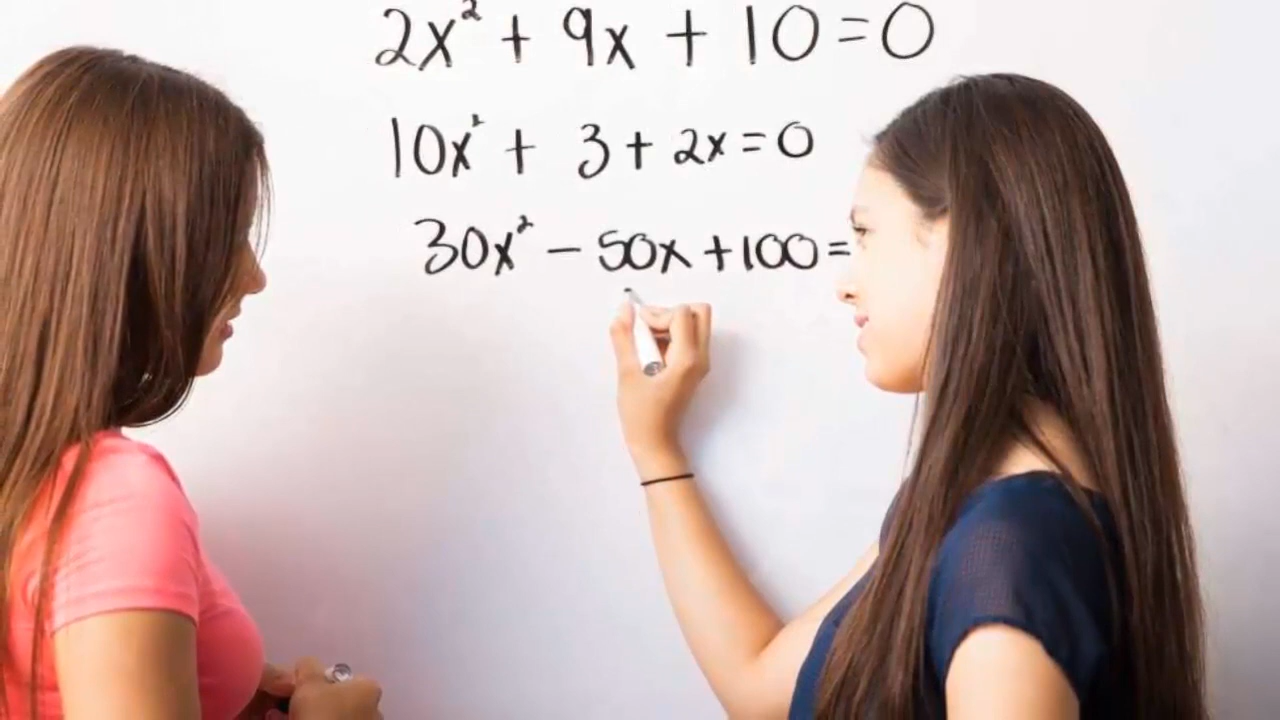 2x² + 9x + 10 = 0
10x² + 3 + 2x = 0
30x² − 50x + 100 =